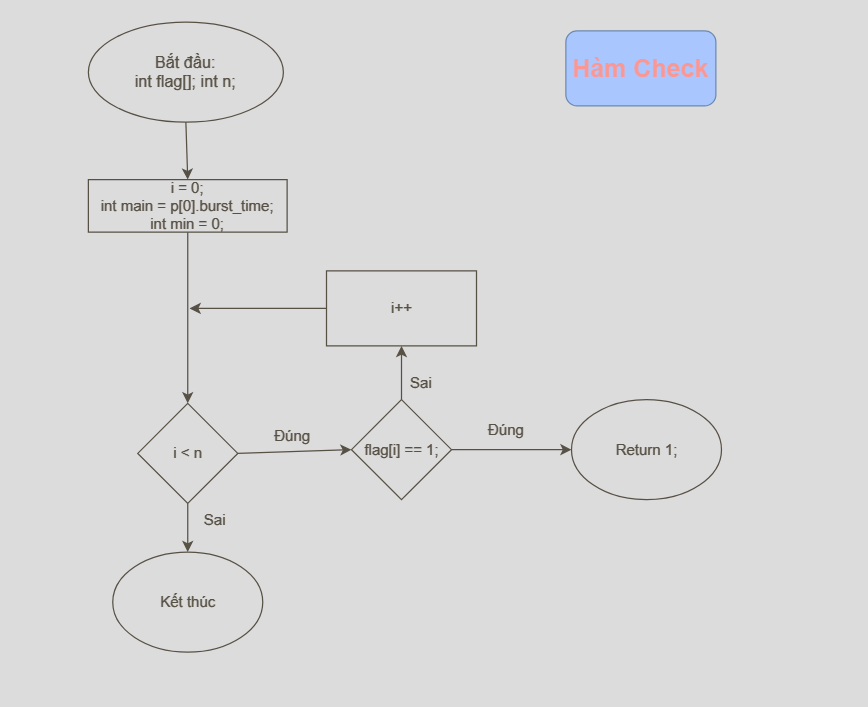 Hàm Check
Bắt đầu:
int flag[]; int n;
i = 0;
int main = p[0].burst_time;
int min = 0;
i++
Sai
i < n
Đúng
flag[i] == 1;
Đúng
Return 1;
Sai
Kết thúc